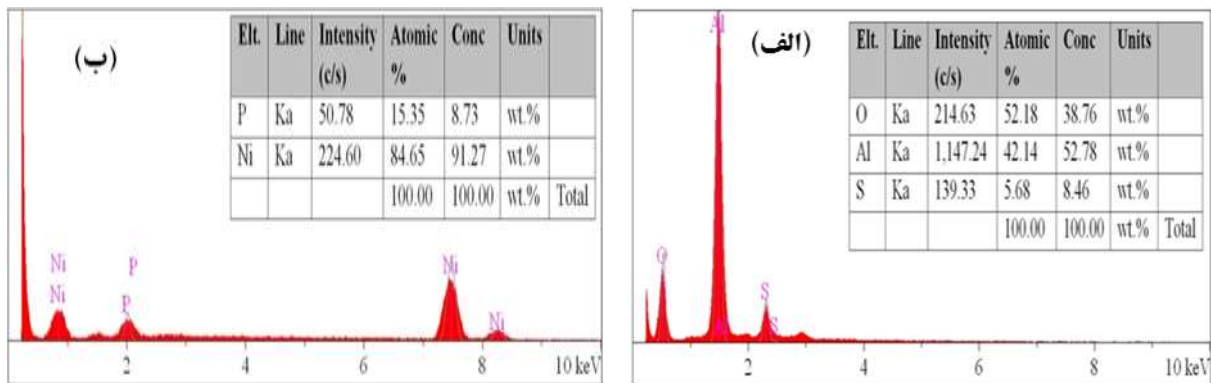 (ب)
Elt. Line Intensity (c/s) Atomic % Conc Units
P Ka 50.78 15.35 8.73 wt.%
Ni Ka 224.60 84.65 91.27 wt.%
100.00 100.00 wt.% Total
Ni P Ni
Ni P Ni
2 4 6 8 10 keV
(الف)
Elt. Line Intensity (c/s) Atomic % Conc Units
O Ka 214.63 52.18 38.76 wt.%
Al Ka 1,147.24 42.14 52.78 wt.%
S Ka 139.33 5.68 8.46 wt.%
100.00 100.00 wt.% Total
Al
O S
S
2 4 6 8 10 keV